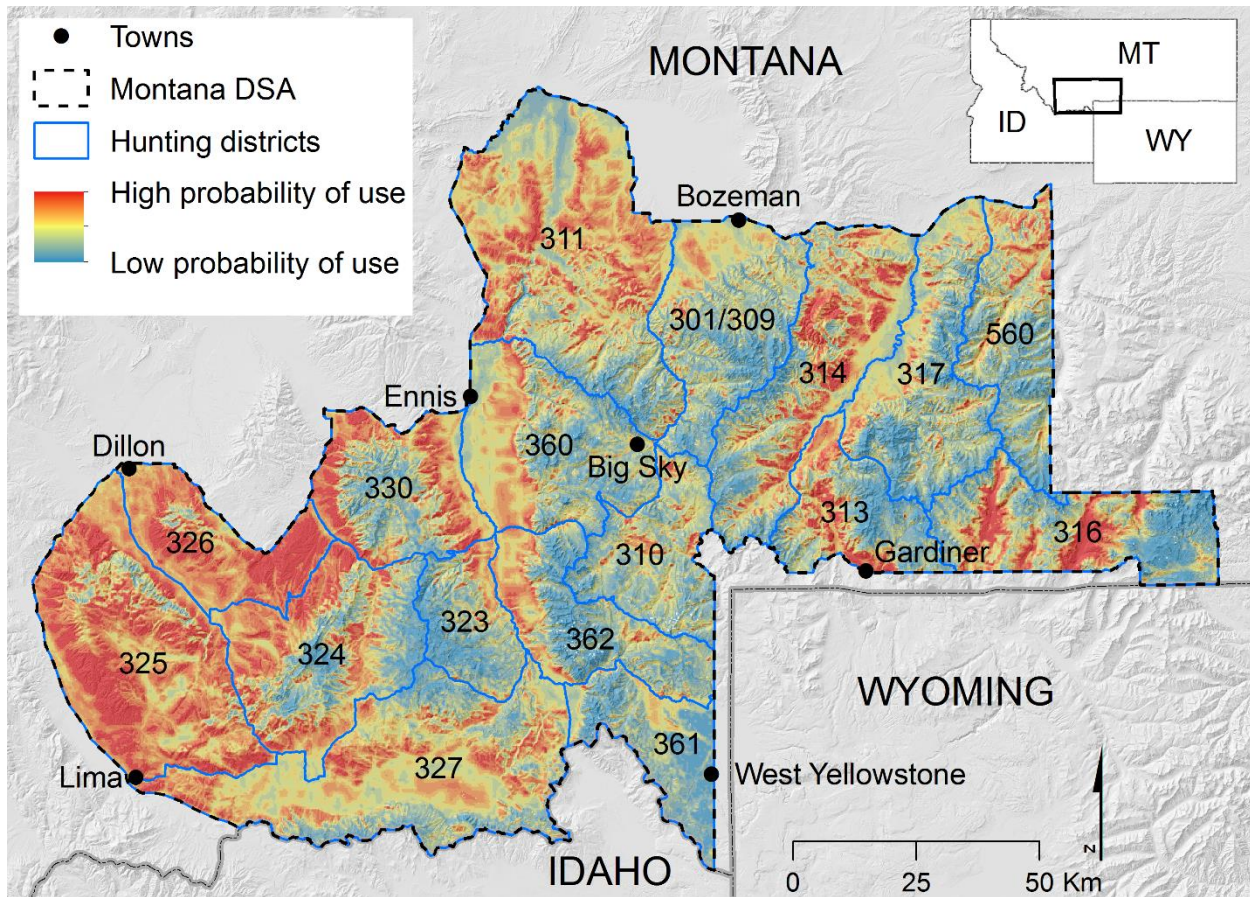 Towns
Montana DSA
Hunting districts
High probability of use
Low probability of use
MONTANA
MT
ID
WY
Bozeman
311
301/309
560
314
317
Ennis
360
Big Sky
Dillon
330
326
313
316
310
Gardiner
323
362
325
324
WYOMING
361
327
Lima
West Yellowstone
IDAHO
N
0 25 50 Km